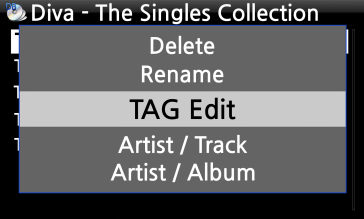 Diva - The Singles Collection
Delete
Rename
TAG Edit
Artist / Track
Artist / Album